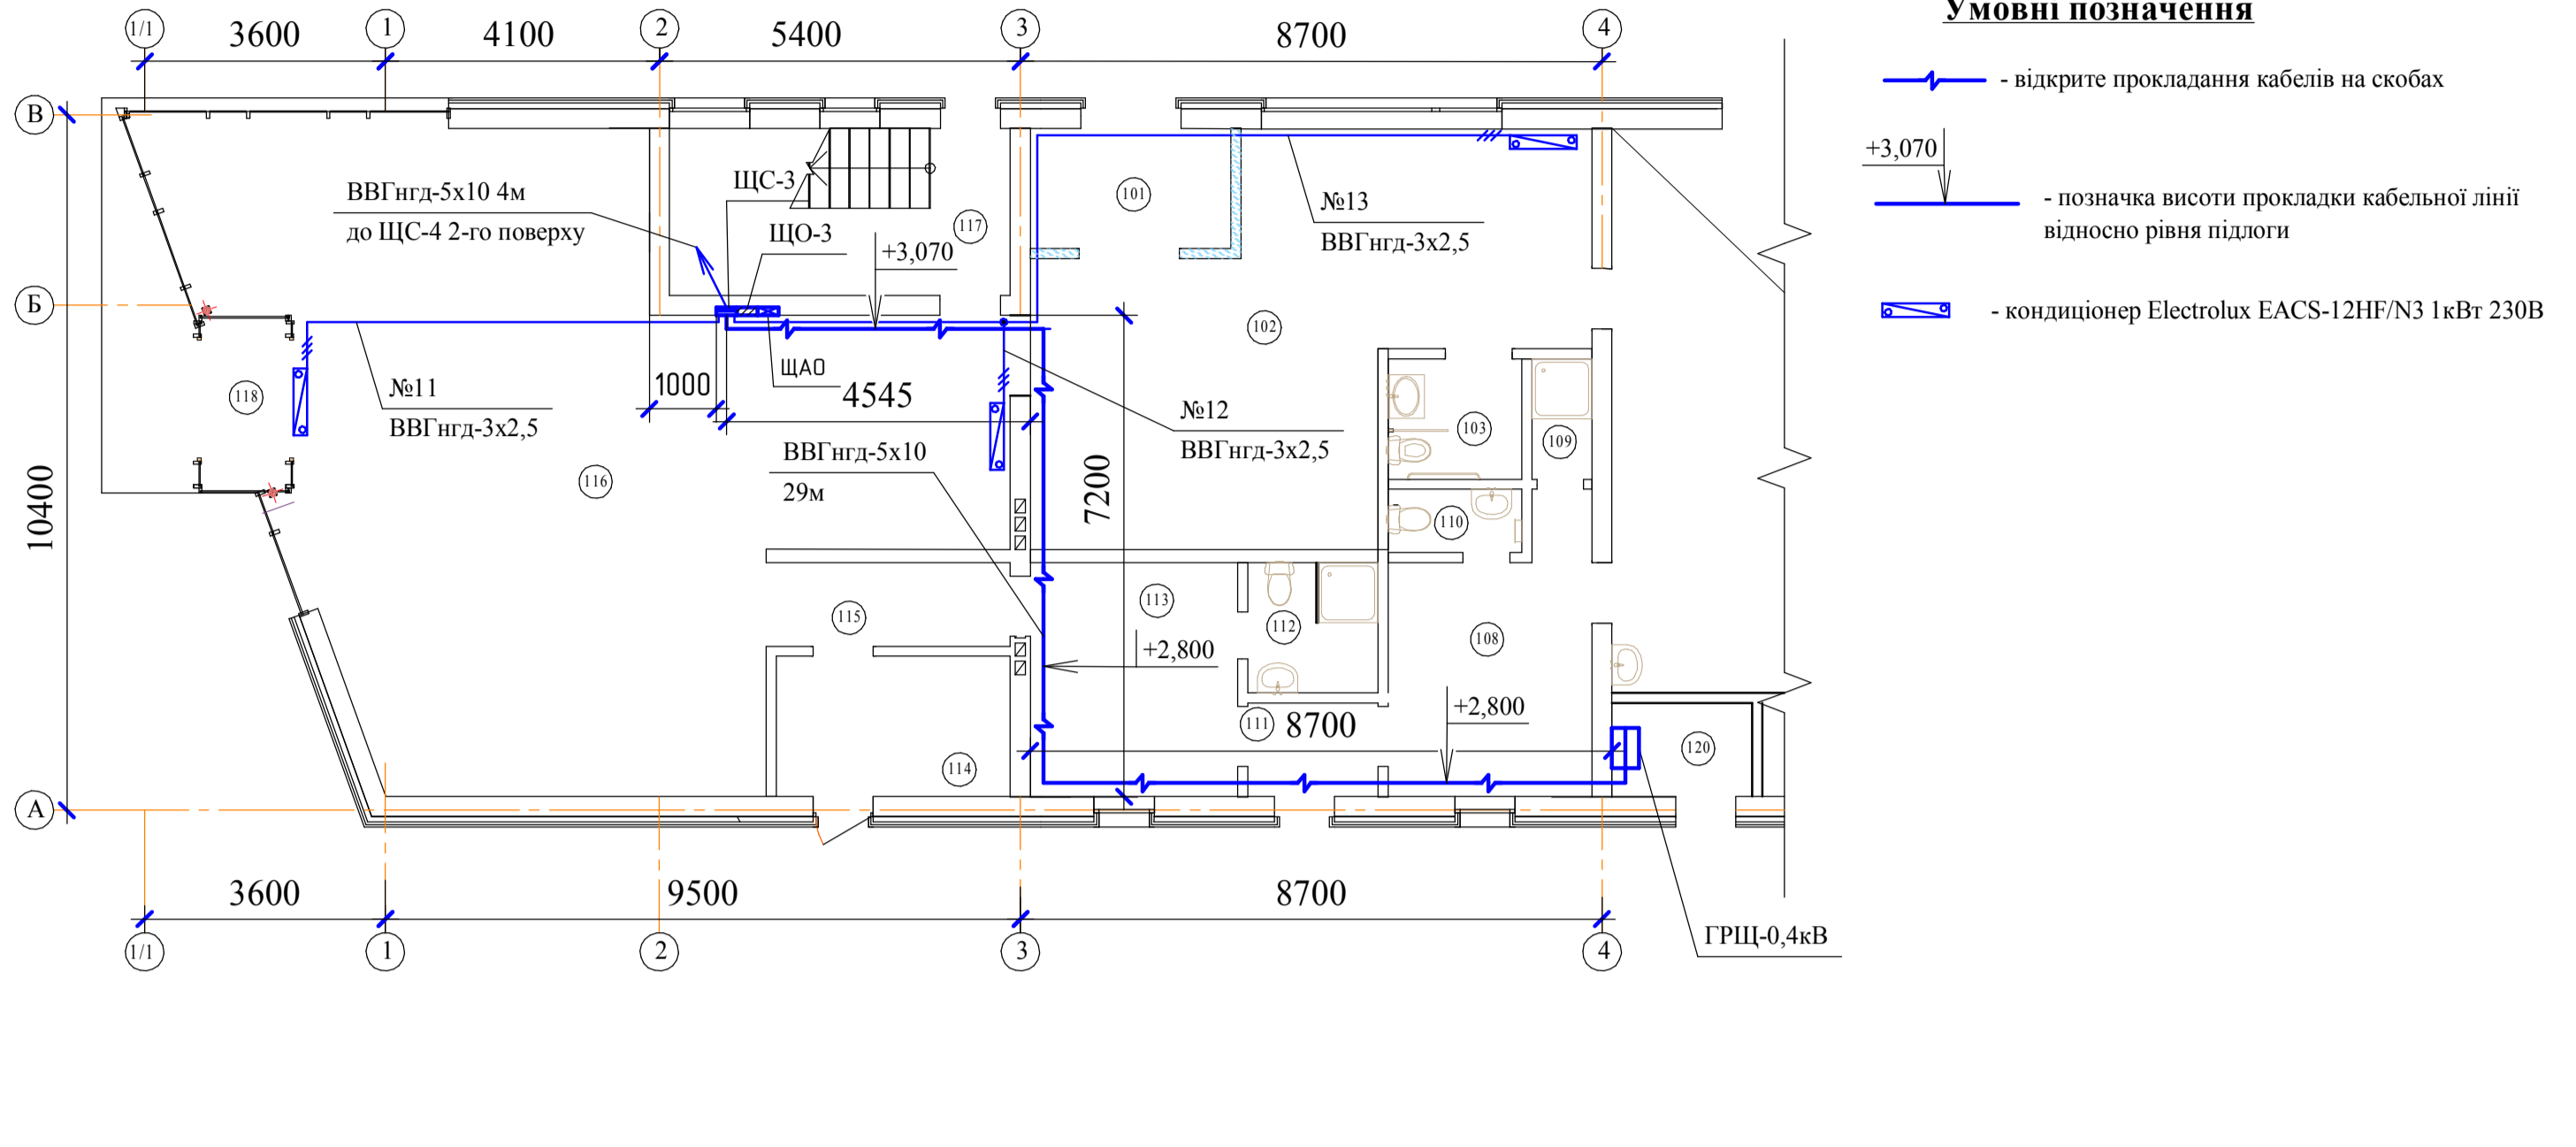 Умовні позначення
1/1
3600
1
4100
2
5400
3
8700
4
- відкрите прокладання кабелів на скобах
+3,070
- позначка висоти прокладки кабельної лінії
відносно рівня підлоги
- кондиціонер Electrolux EACS-12HF/N3 1кВт 230В
В
Б
А
10400
ВВГнгд-5х10 4м
до ЩС-4 2-го поверху
ЩС-3
ЩО-3
117
+3,070
101
№13
ВВГнгд-3х2,5
102
118
№11
ВВГнгд-3х2,5
1000
ЩАО
4545
№12
ВВГнгд-3х2,5
103
109
116
ВВГнгд-5х10
29м
7200
110
115
113
112
108
+2,800
+2,800
111
8700
114
120
ГРЩ-0,4кВ
3600
9500
8700
1/1
1
2
3
4